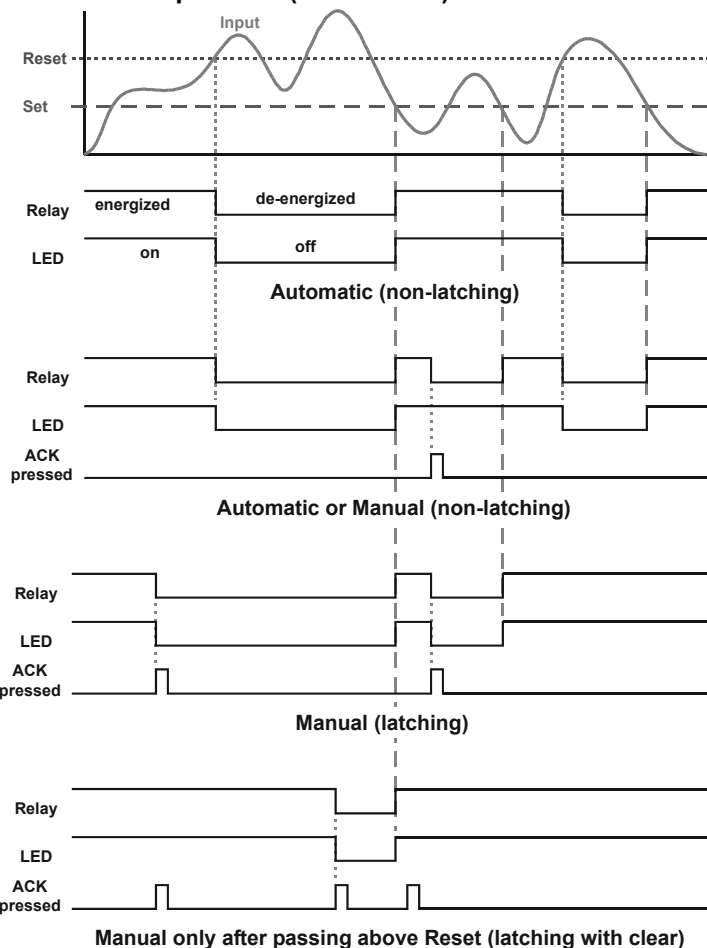 Input
Reset
Set
Relay energized de-energized
LED on off
Automatic (non-latching)
Relay
LED
ACK
pressed
Automatic or Manual (non-latching)
Relay
LED
ACK
pressed
Manual (latching)
Relay
LED
ACK
pressed
Manual only after passing above Reset (latching with clear)